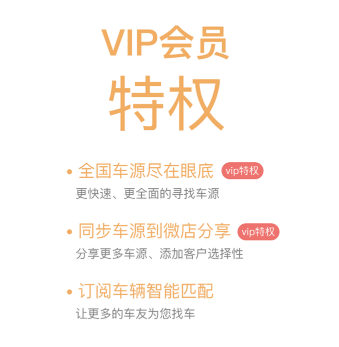 VIP会员
特权
• 全国车源尽在眼底 vip特权
更快速、更全面的寻找车源
• 同步车源到微店分享 vip特权
分享更多车源、添加客户选择性
• 订阅车辆智能匹配
让更多的车友为您找车